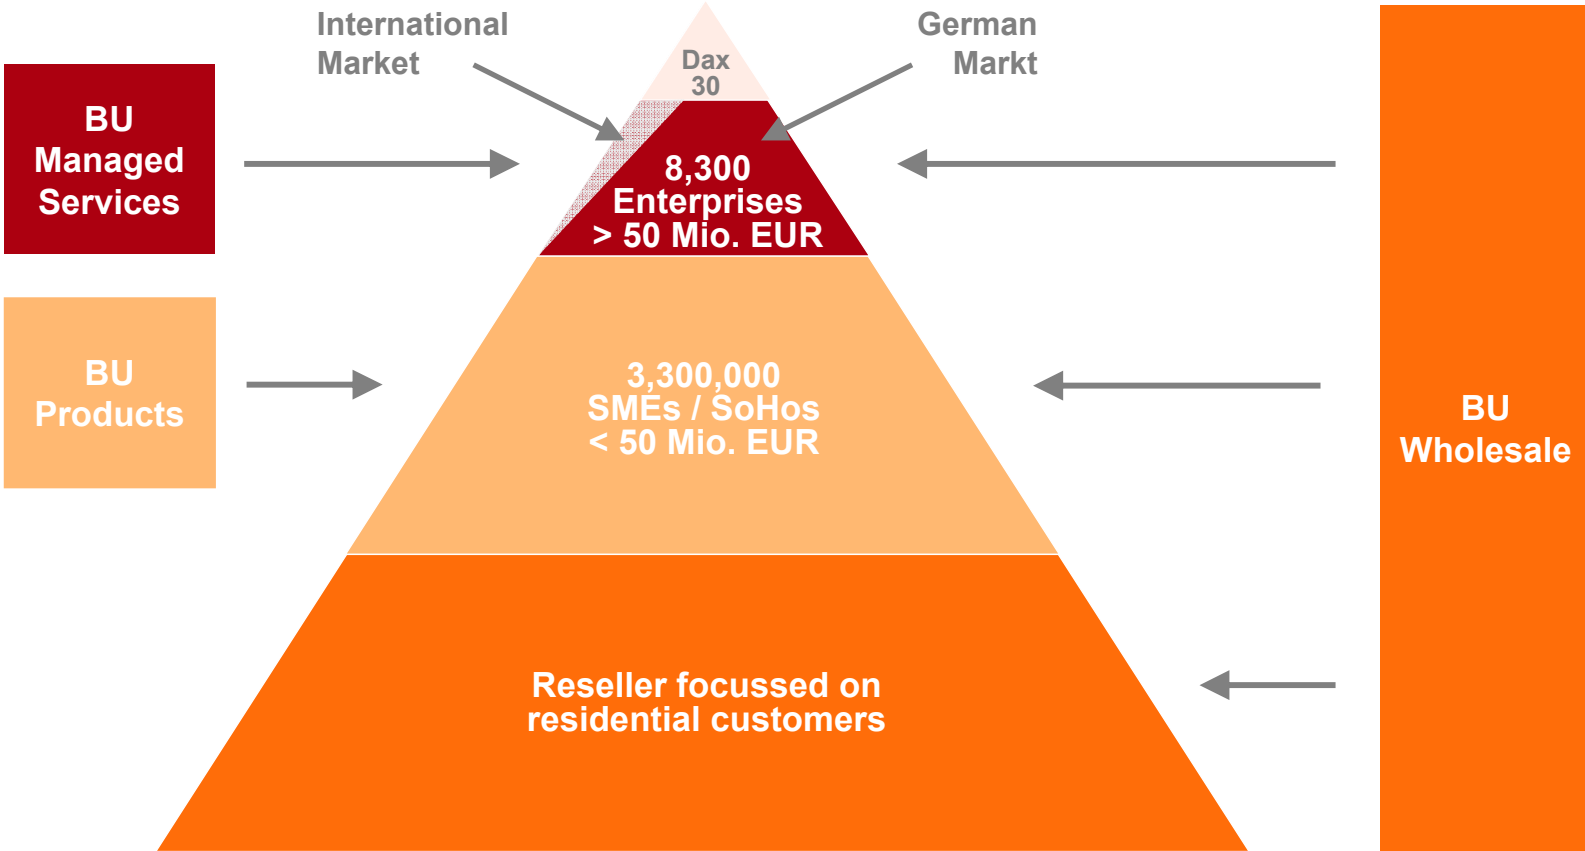 International
Market
German
Markt
Dax
30
BU
Managed
Services
8,300
Enterprises
> 50 Mio. EUR
BU
Products
3,300,000
SMEs / SoHos
< 50 Mio. EUR
BU
Wholesale
Reseller focussed on
residential customers